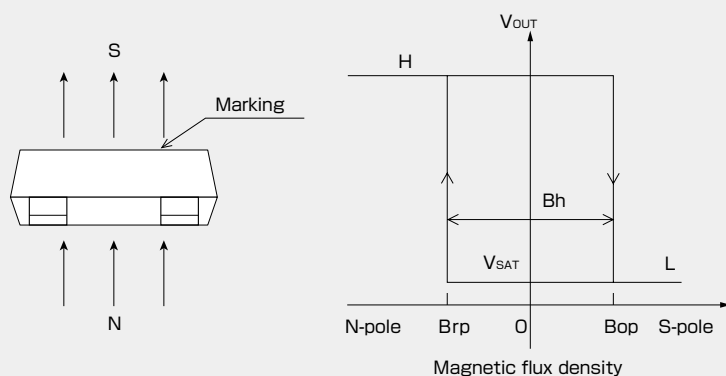 S
Marking
N
VOUT
H
Bh
VSAT
L
N-pole Brp 0 Bop S-pole
Magnetic flux density